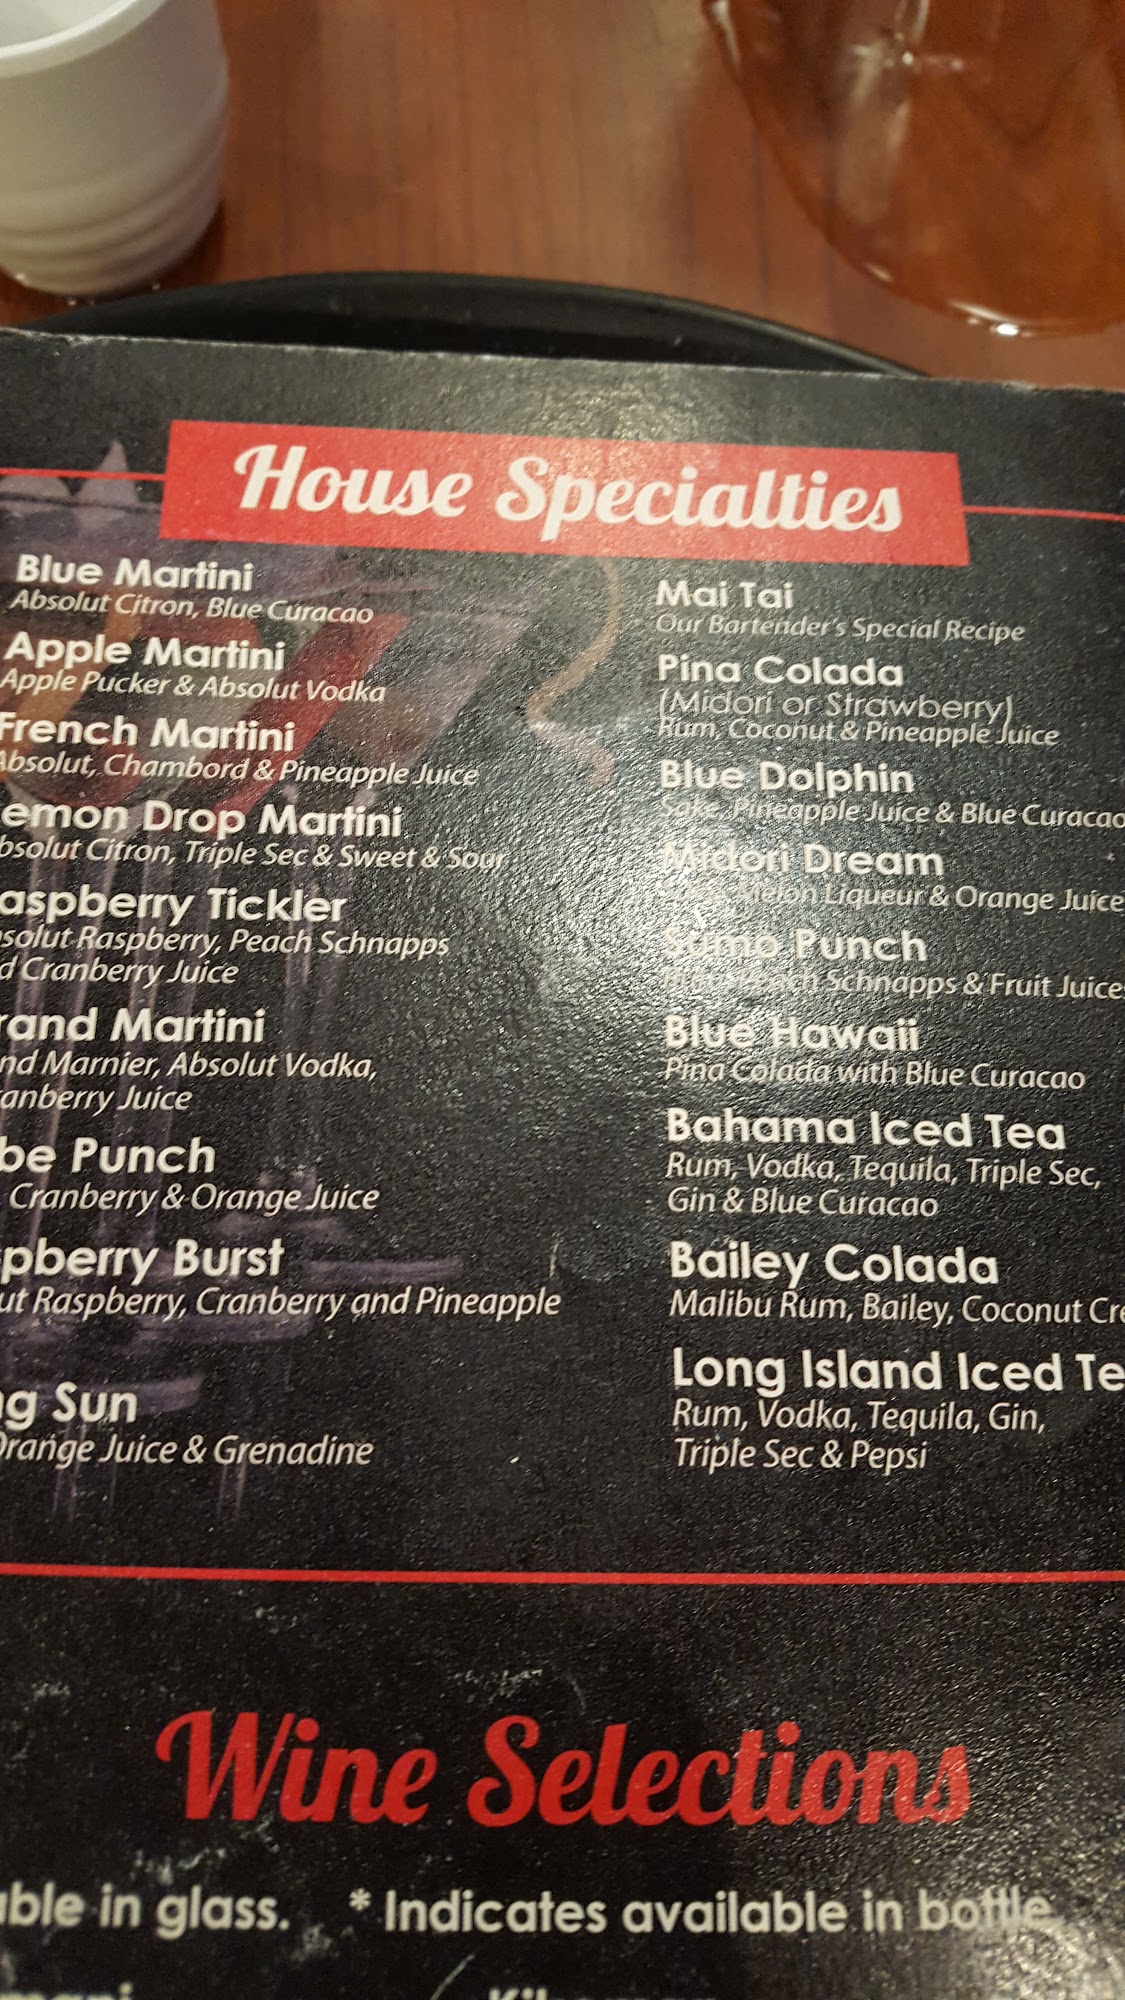 House Specialties
Blue Martini
Absolut Citron, Blue Curacao
Apple Martini
Apple Pucker & Absolut Vodka
French Martini
Absolut, Chambord & Pineapple Juice
emon Drop Martini
bsolut Citron, Triple Sec & Sweet & Sour
aspberry Tickler
solut Raspberry, Peach Schnapps
d Cranberry Juice
rand Martini
nd Marnier, Absolut Vodka,
anberry Juice
be Punch
Cranberry & Orange Juice
pberry Burst
ut Raspberry, Cranberry and Pineapple
g Sun
Orange Juice & Grenadine
Mai Tai
Our Bartender's Special Recipe
Pina Colada
(Midori or Strawberry)
Rum, Coconut & Pineapple Juice
Blue Dolphin
Sake, Pineapple Juice & Blue Curacao
Midori Dream
Melon Liqueur & Orange Juice
Sumo Punch
Peach Schnapps & Fruit Juice
Blue Hawaii
Pina Colada with Blue Curacao
Bahama Iced Tea
Rum, Vodka, Tequila, Triple Sec,
Gin & Blue Curacao
Bailey Colada
Malibu Rum, Bailey, Coconut Cre
Long Island Iced Te
Rum, Vodka, Tequila, Gin,
Triple Sec & Pepsi
Wine Selections
ble in glass. * Indicates available in bottle